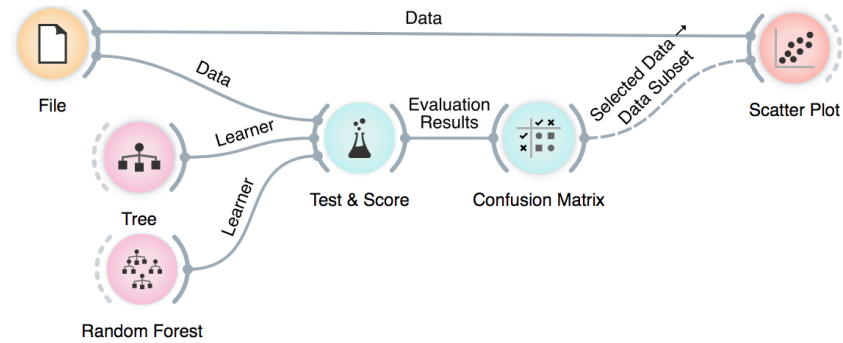 Data
File
Data
Learner
Tree
Learner
Random Forest
Test & Score
Evaluation
Results
Confusion Matrix
Selected Data → 
Data Subset
Scatter Plot